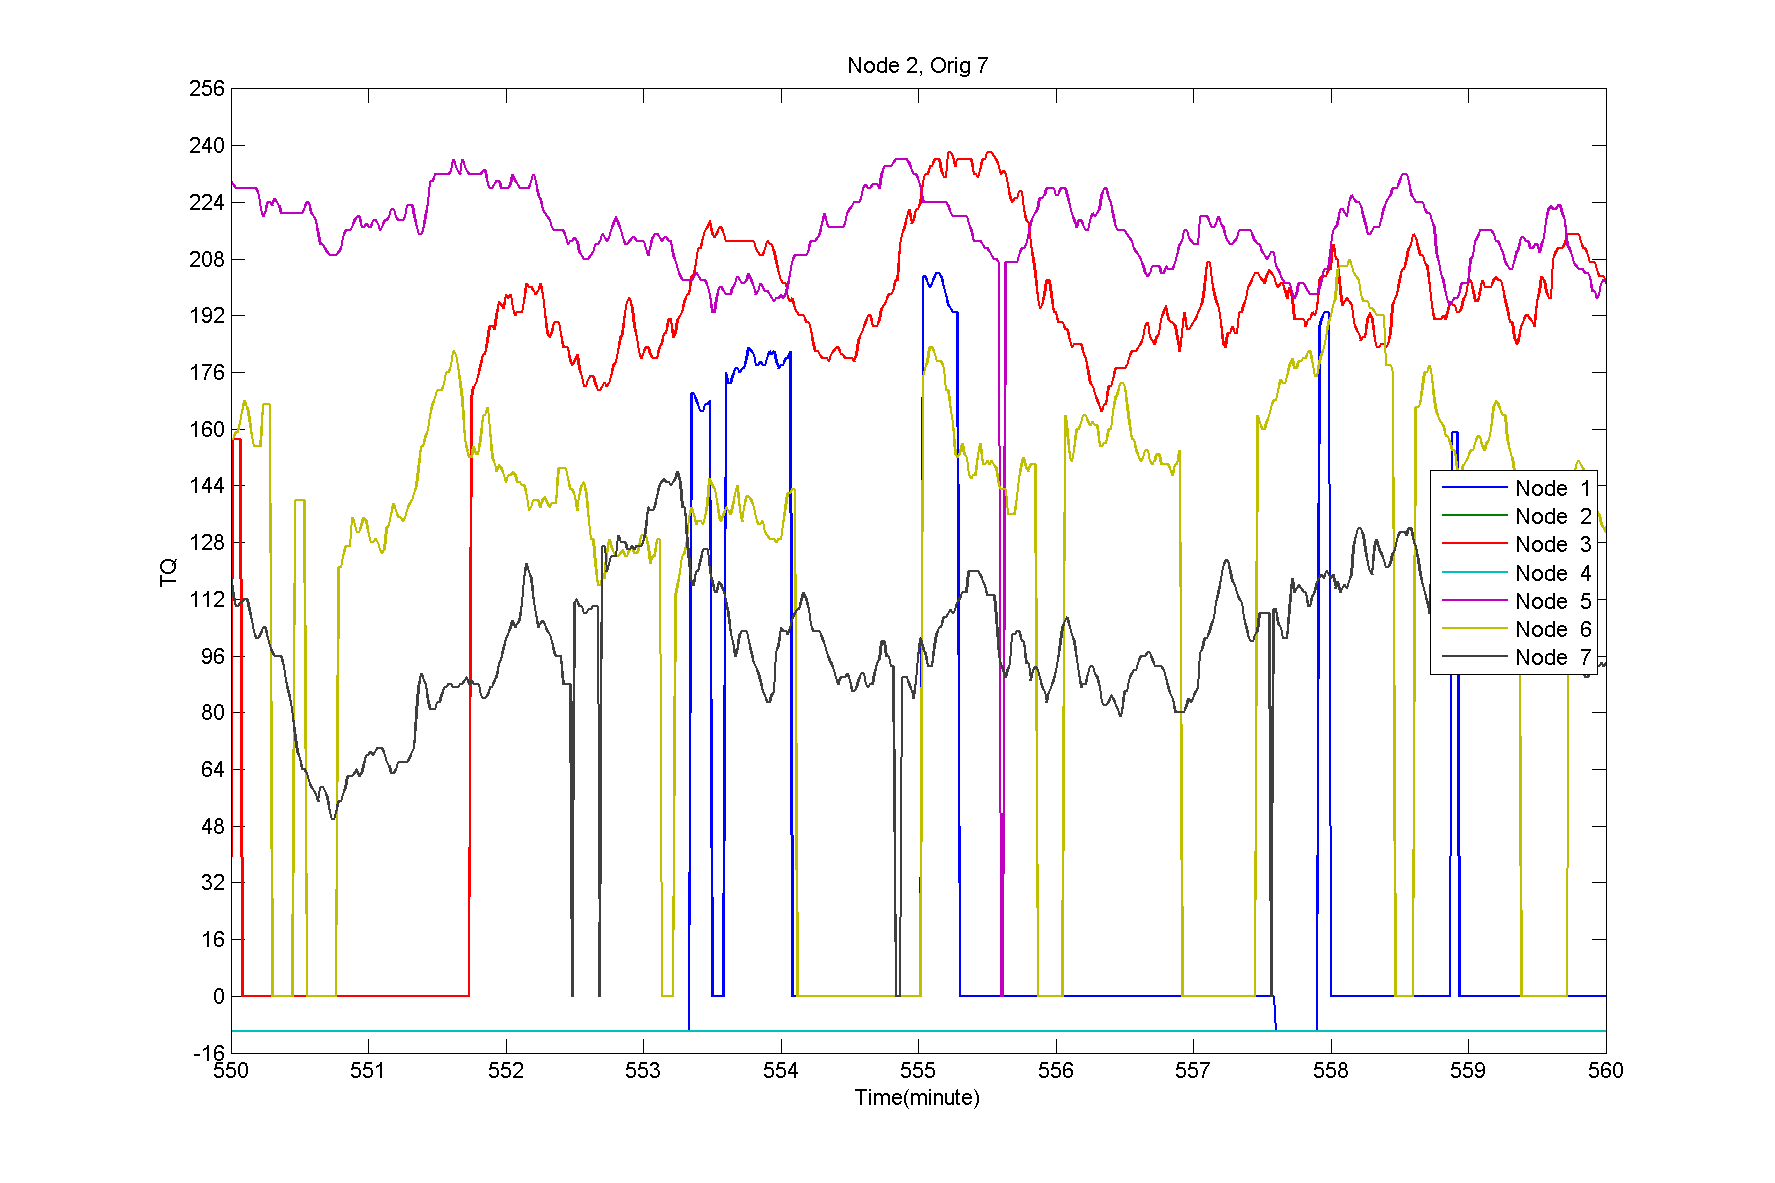 Node 2, Orig 7
256
240
224
208
192
176
160
144
128
112
96
80
64
48
32
16
0
-16
TQ
Node 1
Node 2
Node 3
Node 4
Node 5
Node 6
Node 7
550 551 552 553 554 555 556 557 558 559 560
Time(minute)